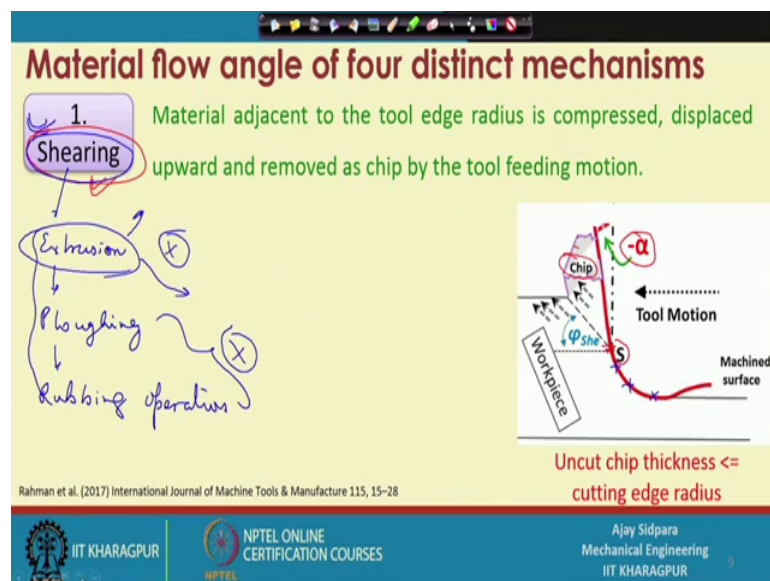 Material flow angle of four distinct mechanisms
1.
Shearing
Material adjacent to the tool edge radius is compressed, displaced
upward and removed as chip by the tool feeding motion.
Extrusion
X
Ploughing
X
Rubbing operation
-α
Chip
Tool Motion
φShe
S
Workpiece
Machined
surface
Uncut chip thickness <=
cutting edge radius
Rahman et al. (2017) International Journal of Machine Tools & Manufacture 115, 15–28
IIT KHARAGPUR
NPTEL
NPTEL ONLINE
CERTIFICATION COURSES
Ajay Sidpara
Mechanical Engineering
IIT KHARAGPUR
9